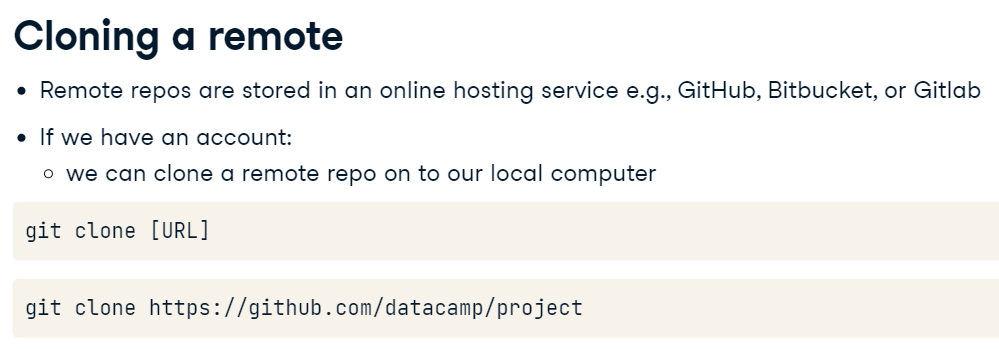 Cloning a remote
• Remote repos are stored in an online hosting service e.g., GitHub, Bitbucket, or Gitlab
• If we have an account:
○ we can clone a remote repo on to our local computer
git clone [URL]
git clone https://github.com/datacamp/project